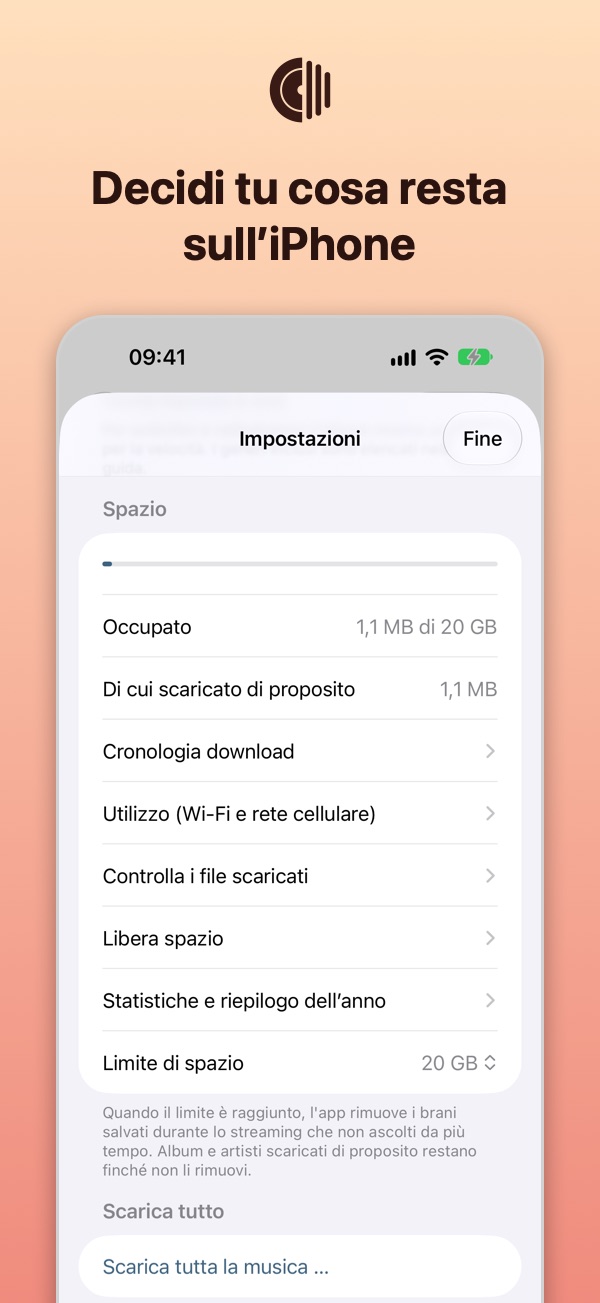 Decidi tu cosa resta
sull’iPhone
09:41
Impostazioni
Fine
Spazio
Occupato
1,1 MB di 20 GB
Di cui scaricato di proposito
1,1 MB
Cronologia download
Utilizzo (Wi-Fi e rete cellulare)
Controlla i file scaricati
Libera spazio
Statistiche e riepilogo dell’anno
Limite di spazio
20 GB
Quando il limite è raggiunto, l'app rimuove i brani
salvati durante lo streaming che non ascolti da più
tempo. Album e artisti scaricati di proposito restano
finché non li rimuovi.
Scarica tutto
Scarica tutta la musica ...